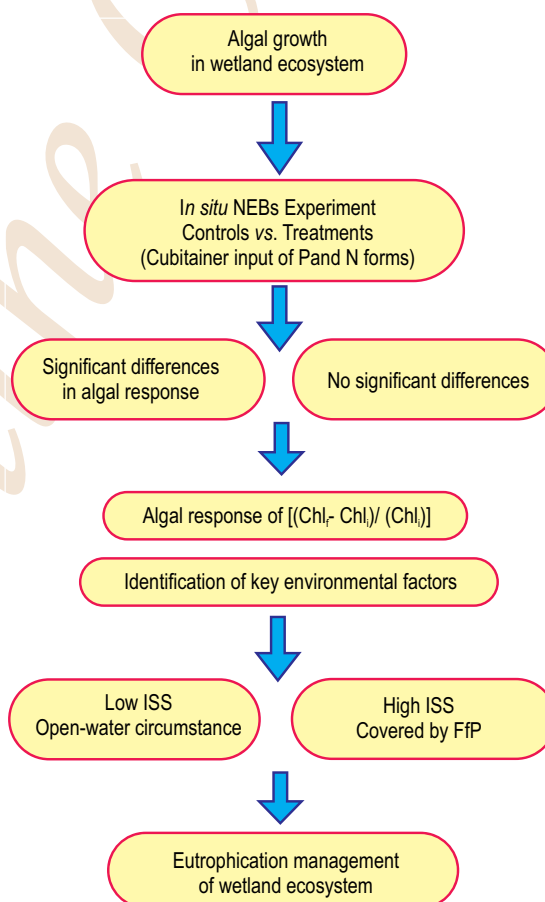 Algal growth
in wetland ecosystem
In situ NEBs Experiment
Controls vs. Treatments
(Cubitainer input of Pand N forms)
Significant differences
in algal response
No significant differences
Algal response of [(Chlf- Chli)/ (Chli)]
Identification of key environmental factors
Low ISS
Open-water circumstance
High ISS
Covered by FfP
Eutrophication management
of wetland ecosystem